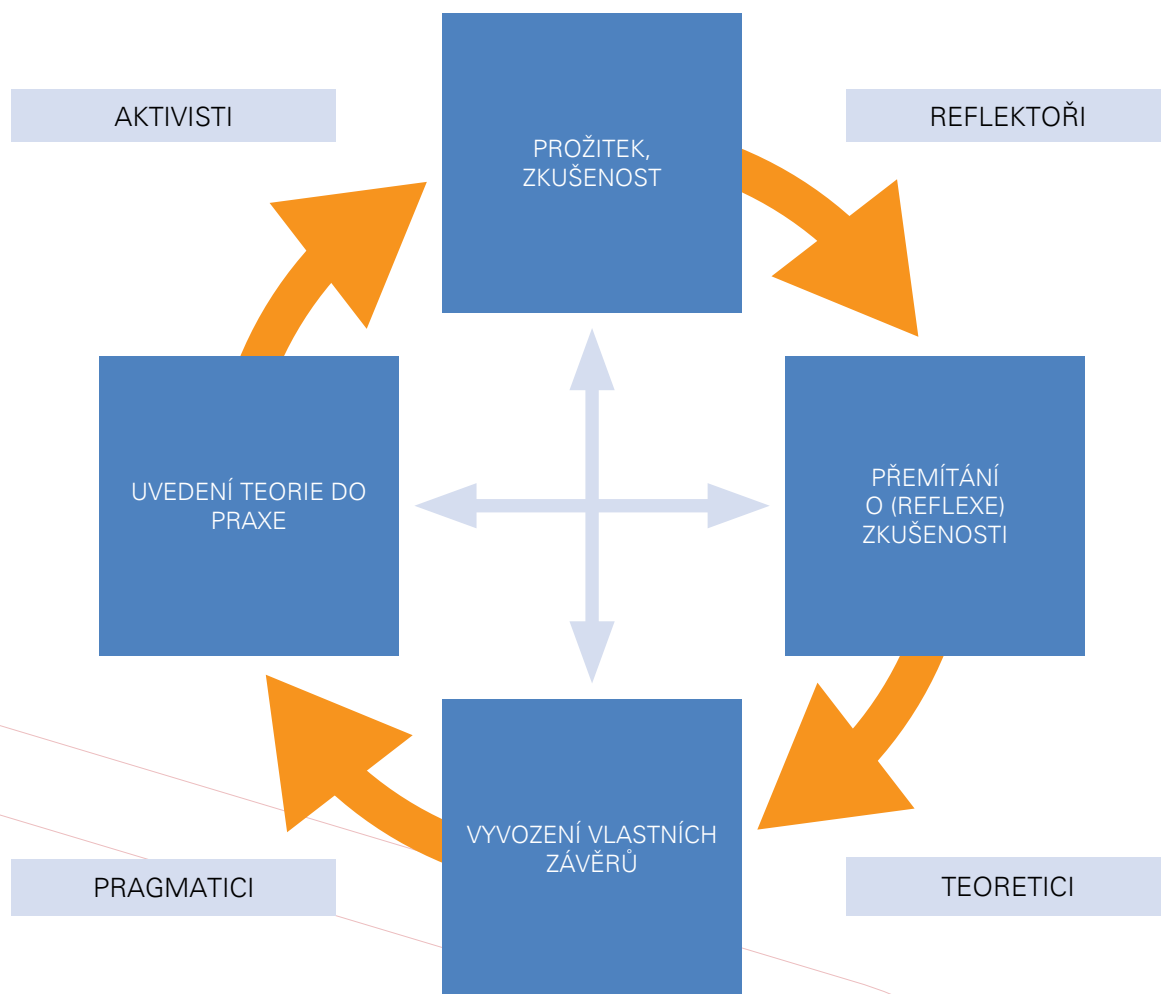 AKTIVISTI
REFLEKTOŘI
PROŽITEK,
ZKUŠENOST
UVEDENÍ TEORIE DO
PRAXE
PŘEMÍTÁNÍ
O (REFLEXE)
ZKUŠENOSTI
VYVOZENÍ VLASTNÍCH
ZÁVĚRŮ
PRAGMATICI
TEORETICI